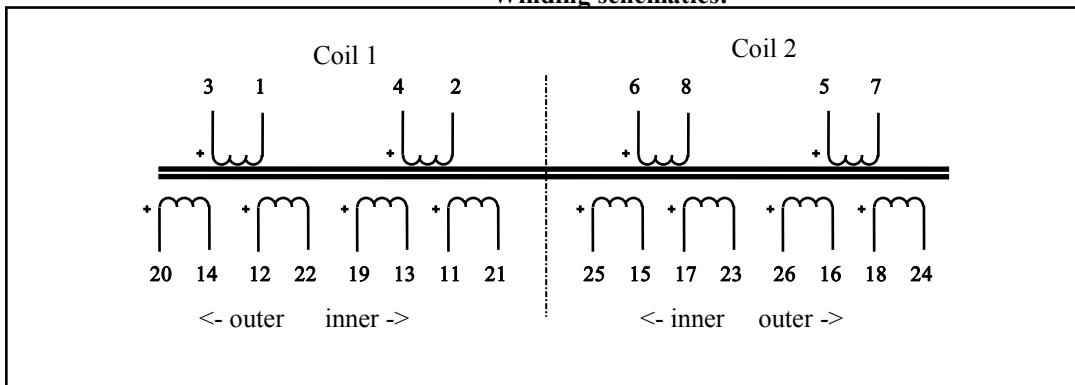 Winding schematics:
Coil 1 Coil 2
3 1 4 2 6 8 5 7
+ + + +
+ + + + + + + +
20 14 12 22 19 13 11 21 25 15 17 23 26 16 18 24
<- outer inner -> <- inner outer ->